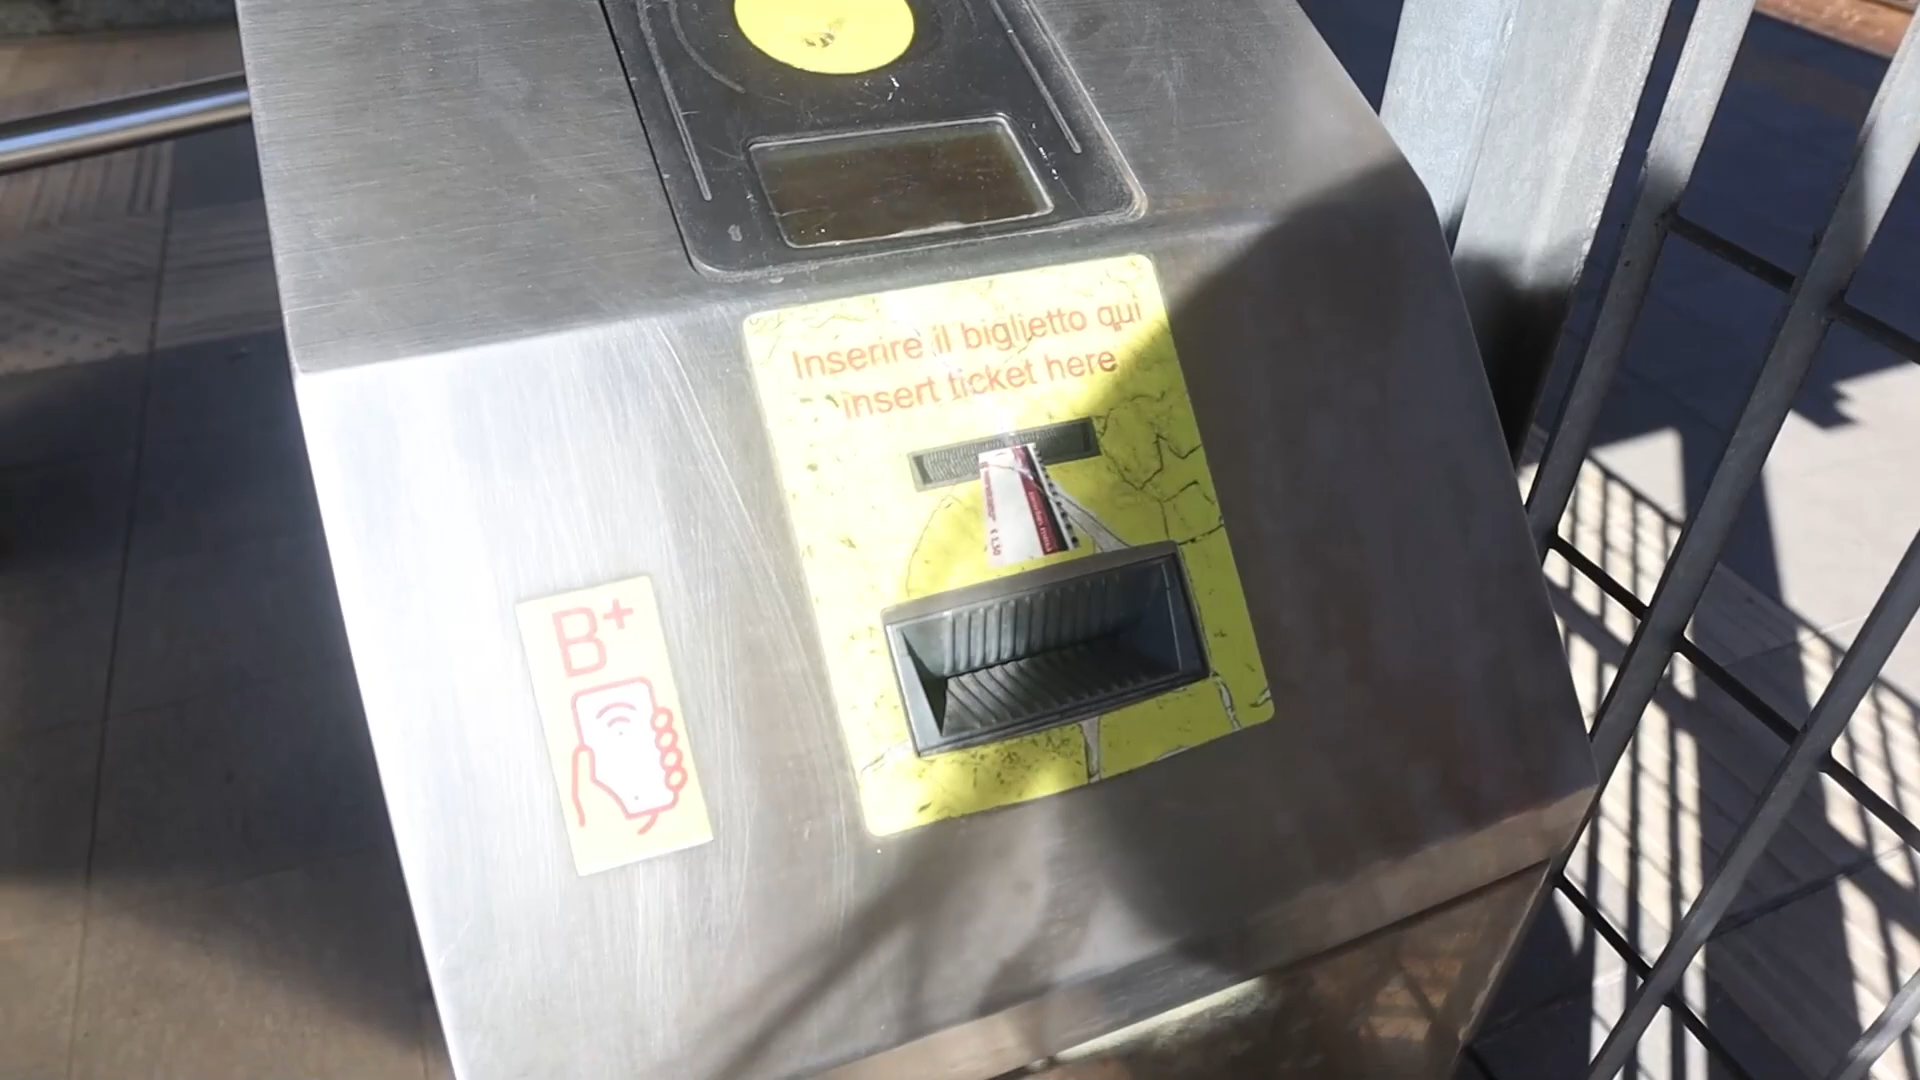 Inserire il biglietto qui
insert ticket here
€ 1,50
B+